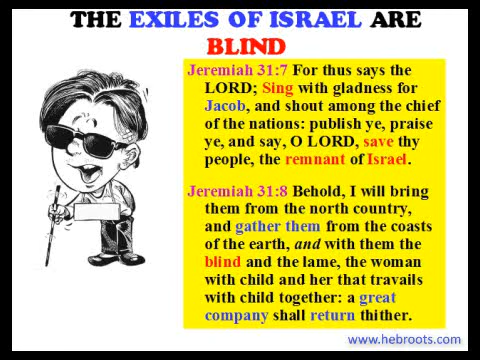 THE EXILES OF ISRAEL ARE
BLIND
Jeremiah 31:7 For thus says the
LORD; Sing with gladness for
Jacob, and shout among the chief
of the nations: publish ye, praise
ye, and say, O LORD, save thy
people, the remnant of Israel.
Jeremiah 31:8 Behold, I will bring
them from the north country,
and gather them from the coasts
of the earth, and with them the
blind and the lame, the woman
with child and her that travails
with child together: a great
company shall return thither.
www.hebroots.com